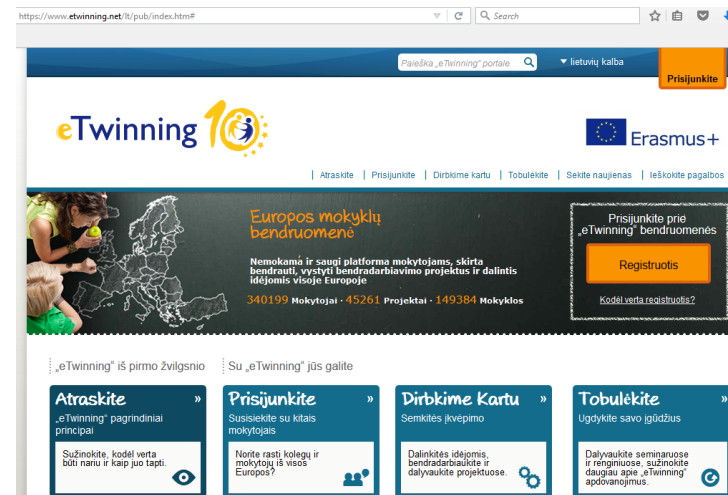 https://www.etwinning.net/lt/pub/index.htm#
Search
Paieška „eTwinning" portale
lietuvių kalba
Prisijunkite
eTwinning 10
Erasmus+
Atraskite | Prisijunkite | Dirbkime kartu | Tobulėkite | Sekite naujienas | Ieškokite pagalbos
Europos mokyklų
bendruomenė
Nemokama ir saugi platforma mokytojams, skirta
bendrauti, vystyti bendradarbiavimo projektus ir dalintis
idėjomis visoje Europoje
340199 Mokytojai · 45261 Projektai · 149384 Mokyklos
Prisijunkite prie
„eTwinning" bendruomenės
Registruotis
Kodėl verta registruotis?
„eTwinning" iš pirmo žvilgsnio
Su „eTwinning" jūs galite
Atraskite »
„eTwinning" pagrindiniai
principai
Sužinokite, kodėl verta
būti nariu ir kaip juo tapti.
Prisijunkite »
Susisiekite su kitais
mokytojais
Norite rasti kolegų ir
mokytojų iš visos
Europos?
Dirbkime Kartu »
Semkitės įkvėpimo
Dalinkitės idėjomis,
bendradarbiaukite ir
dalyvaukite projektuose.
Tobulėkite »
Ugdykite savo įgūdžius
Dalyvaukite seminaruose
ir renginiuose, sužinokite
daugiau apie „eTwinning"
apdovanojimus.